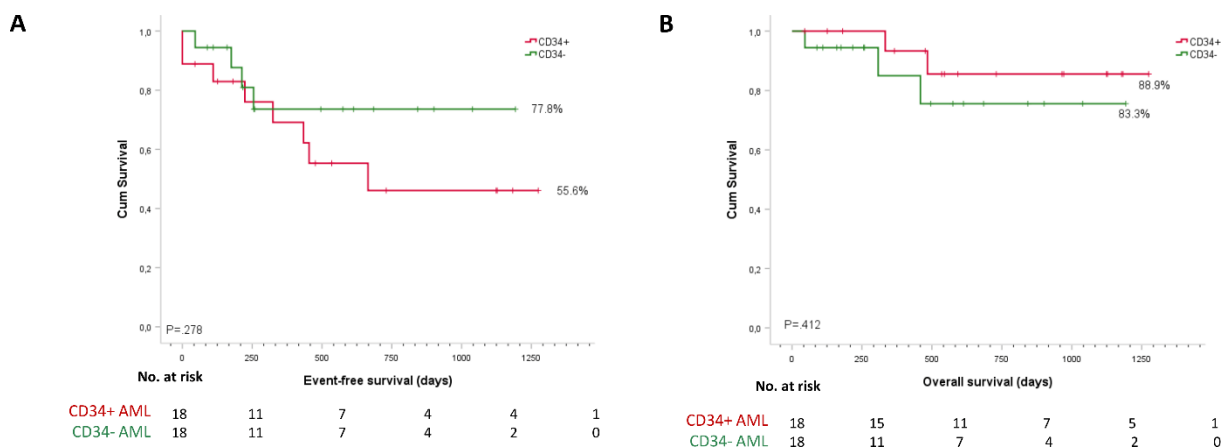 A
Cum Survival
1,0
0,8
0,6
0,4
0,2
0,0
CD34+
CD34-
77.8%
55.6%
P=.278
0 250 500 750 1000 1250 1500
Event-free survival (days)
No. at risk
CD34+ AML 18 11 7 4 4 1
CD34- AML 18 11 7 4 2 0
B
Cum Survival
1,0
0,8
0,6
0,4
0,2
0,0
CD34+
CD34-
88.9%
83.3%
P=.412
0 250 500 750 1000 1250 1500
Overall survival (days)
No. at risk
CD34+ AML 18 15 11 7 5 1
CD34- AML 18 11 7 4 2 0